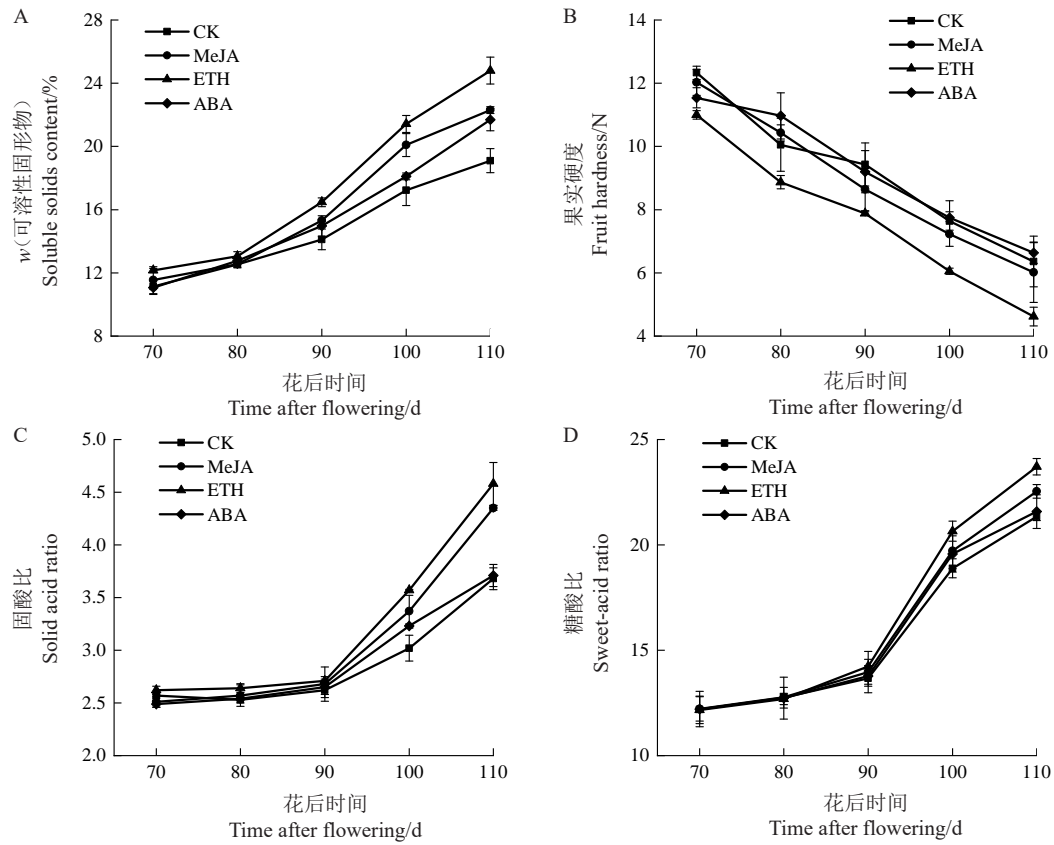 A
28
24
20
16
12
8
CK
MeJA
ETH
ABA
w（可溶性固形物）
Soluble solids content/%
70 80 90 100 110
花后时间
Time after flowering/d
B
14
12
10
8
6
4
CK
MeJA
ETH
ABA
果实硬度
Fruit hardness/N
70 80 90 100 110
花后时间
Time after flowering/d
C
5.0
4.5
4.0
3.5
3.0
2.5
2.0
CK
MeJA
ETH
ABA
固酸比
Solid acid ratio
70 80 90 100 110
花后时间
Time after flowering/d
D
25
20
15
10
CK
MeJA
ETH
ABA
糖酸比
Sweet-acid ratio
70 80 90 100 110
花后时间
Time after flowering/d